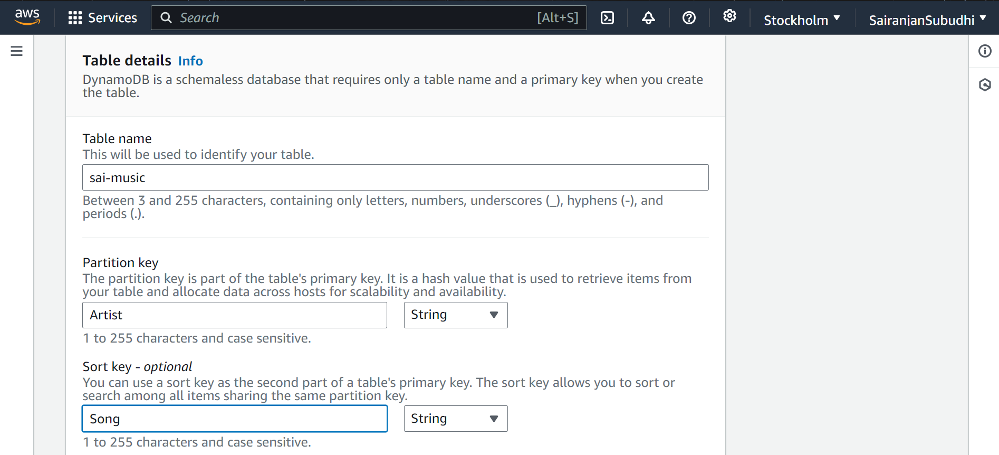 aws Services Search [Alt+S] Stockholm SairanjanSubudhi
Table details Info
DynamoDB is a schemaless database that requires only a table name and a primary key when you create
the table.
Table name
This will be used to identify your table.
sai-music
Between 3 and 255 characters, containing only letters, numbers, underscores (_), hyphens (-), and
periods (.).
Partition key
The partition key is part of the table's primary key. It is a hash value that is used to retrieve items from
your table and allocate data across hosts for scalability and availability.
Artist String
1 to 255 characters and case sensitive.
Sort key - optional
You can use a sort key as the second part of a table's primary key. The sort key allows you to sort or
search among all items sharing the same partition key.
Song String
1 to 255 characters and case sensitive.